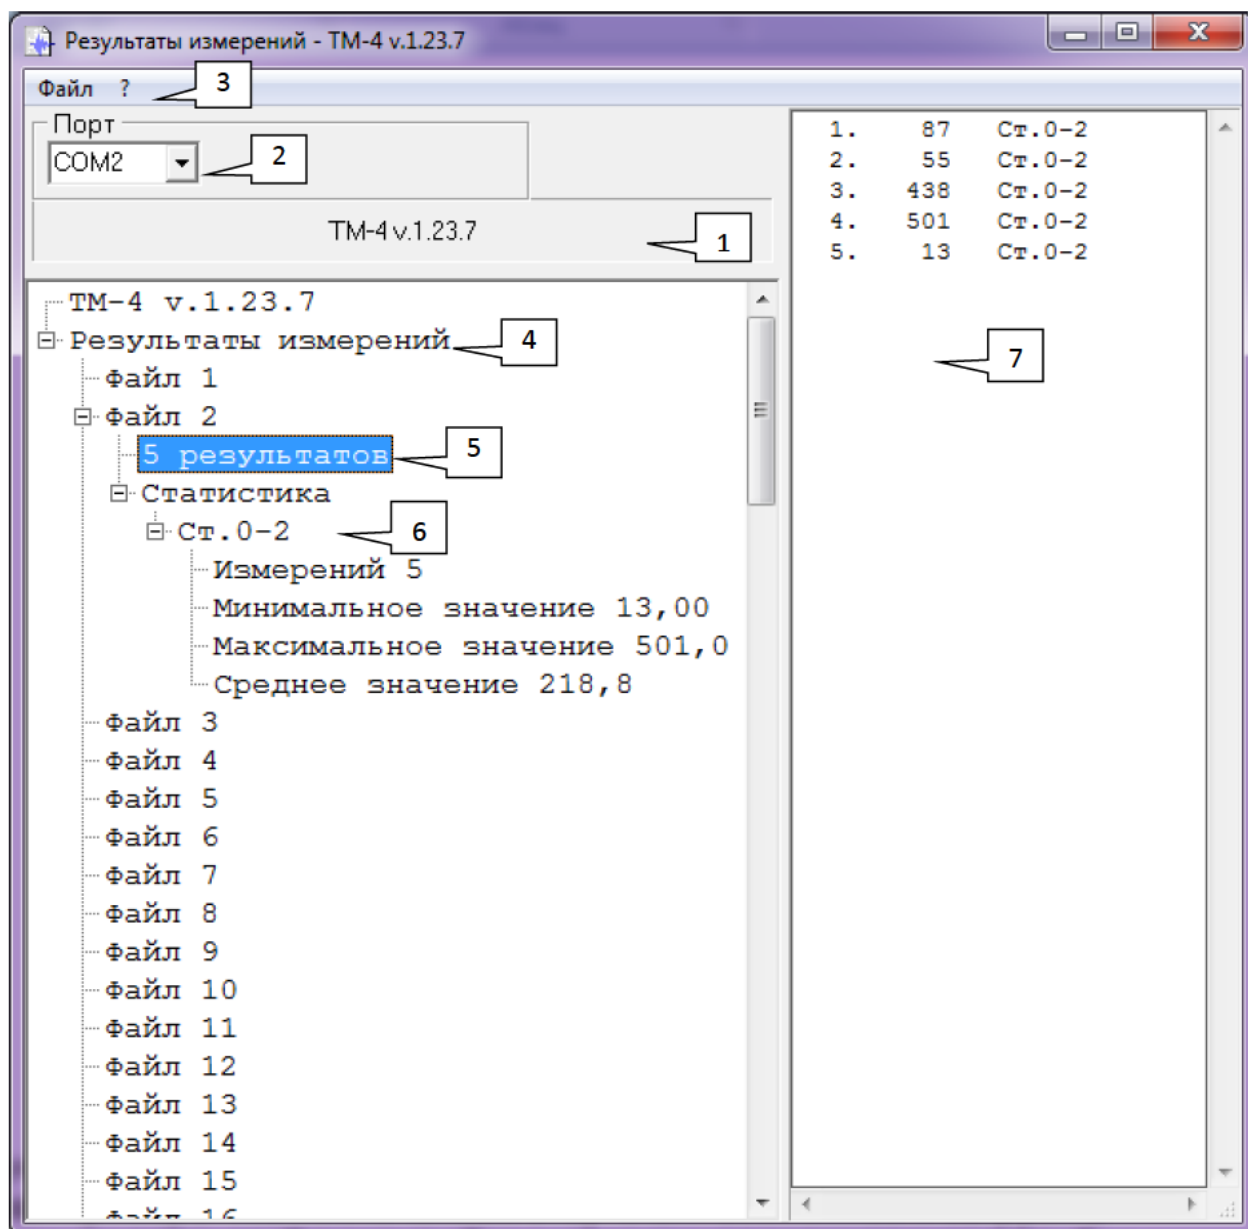 Результаты измерений - ТМ-4 v.1.23.7
Файл ?
3
Порт
COM2
2
ТМ-4 v.1.23.7
1
ТМ-4 v.1.23.7
Результаты измерений
4
Файл 1
Файл 2
5 результатов
5
Статистика
Ст.0-2
6
Измерений 5
Минимальное значение 13,00
Максимальное значение 501,0
Среднее значение 218,8
Файл 3
Файл 4
Файл 5
Файл 6
Файл 7
Файл 8
Файл 9
Файл 10
Файл 11
Файл 12
Файл 13
Файл 14
Файл 15
Файл 16
1. 87 Ст.0-2
2. 55 Ст.0-2
3. 438 Ст.0-2
4. 501 Ст.0-2
5. 13 Ст.0-2
7